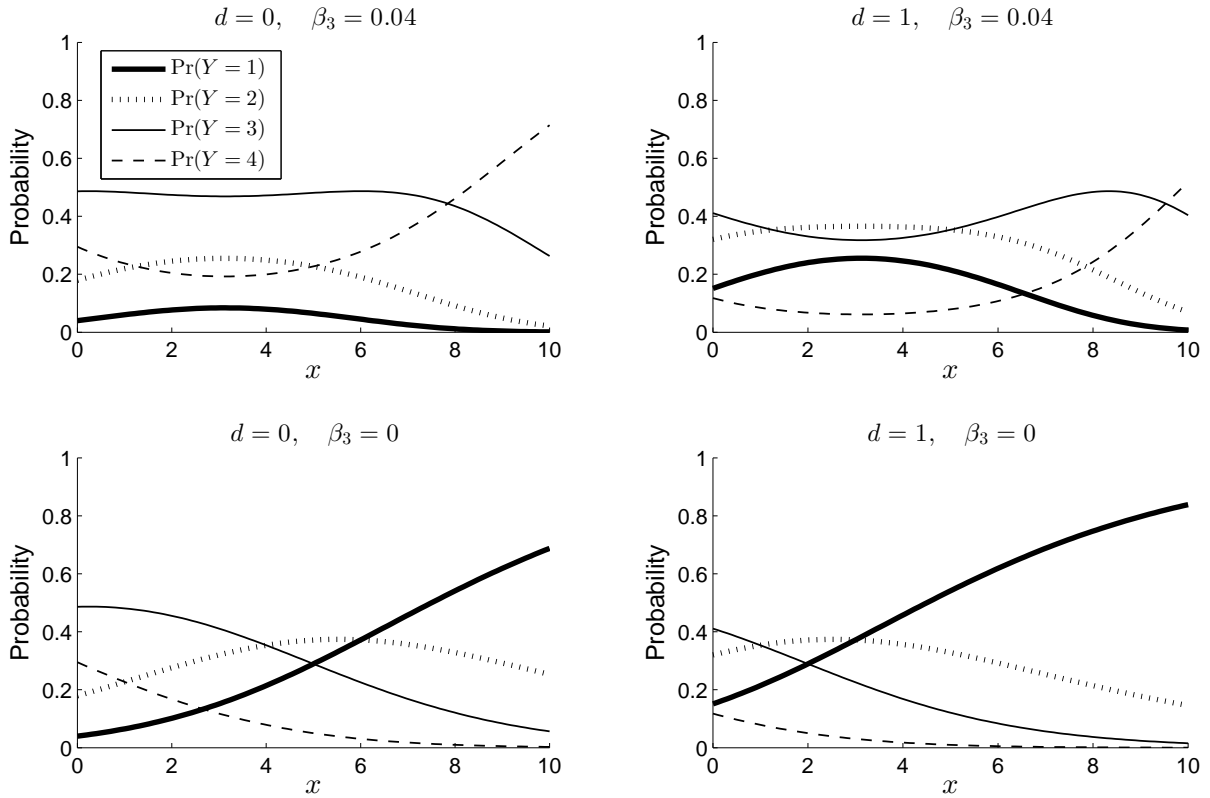 d = 0, β₃ = 0.04
1
0.8
0.6
0.4
0.2
0
Probability
Pr(Y = 1)
Pr(Y = 2)
Pr(Y = 3)
Pr(Y = 4)
0 2 4 6 8 10
x
d = 1, β₃ = 0.04
1
0.8
0.6
0.4
0.2
0
Probability
0 2 4 6 8 10
x
d = 0, β₃ = 0
1
0.8
0.6
0.4
0.2
0
Probability
0 2 4 6 8 10
x
d = 1, β₃ = 0
1
0.8
0.6
0.4
0.2
0
Probability
0 2 4 6 8 10
x